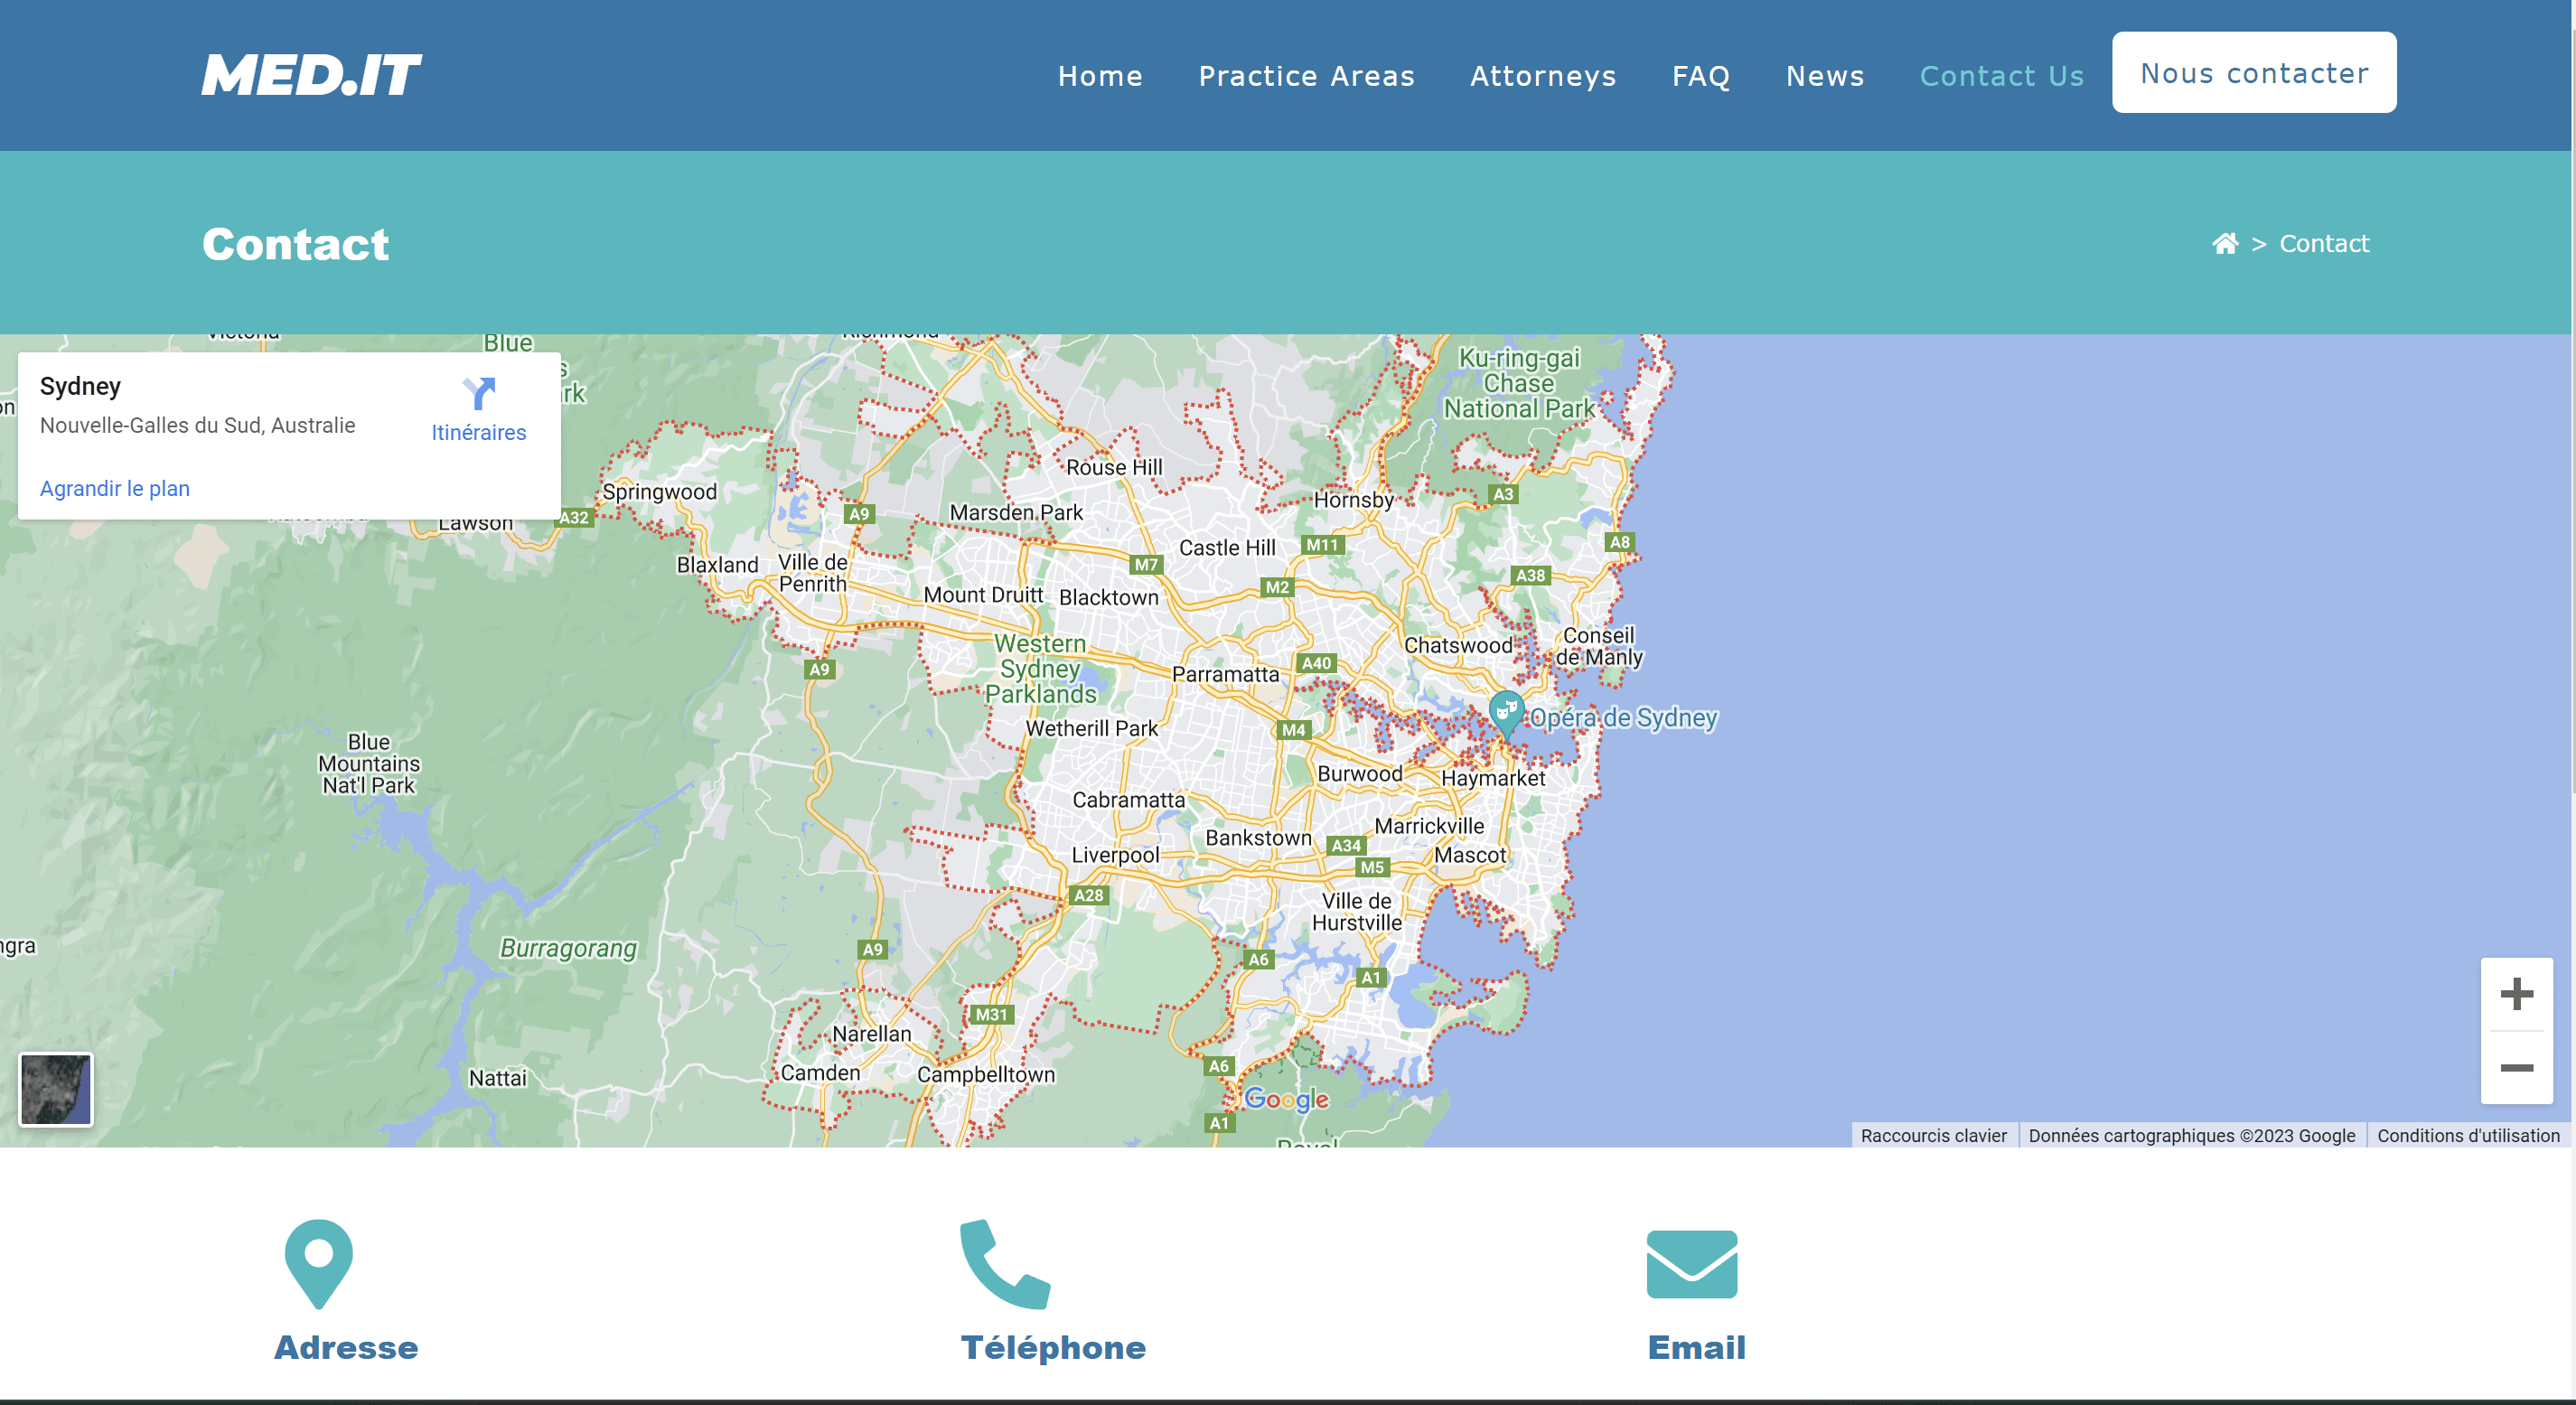 MED.IT
Home
Practice Areas
Attorneys
FAQ
News
Contact Us
Nous contacter
Contact
> Contact
Sydney
Nouvelle-Galles du Sud, Australie
Itinéraires
Agrandir le plan
Blue
Ku-ring-gai
Chase
National Park
Rouse Hill
Springwood
Hornsby
A3
Marsden Park
A9
A32
Lawson
Castle Hill
M11
A8
Blaxland
Ville de
Penrith
M7
A38
M2
Mount Druitt
Blacktown
Western
Sydney
Parklands
Chatswood
Conseil
de Manly
A9
A40
Parramatta
Opéra de Sydney
Wetherill Park
M4
Blue
Mountains
Nat'l Park
Burwood
Haymarket
Cabramatta
Marrickville
Bankstown
A34
Liverpool
M5
Mascot
A28
Ville de
Hurstville
Burragorang
A9
A6
A1
M31
Narellan
Camden
Campbelltown
Nattai
A6
Google
A1
Raccourcis clavier
Données cartographiques ©2023 Google
Conditions d'utilisation
Adresse
Téléphone
Email